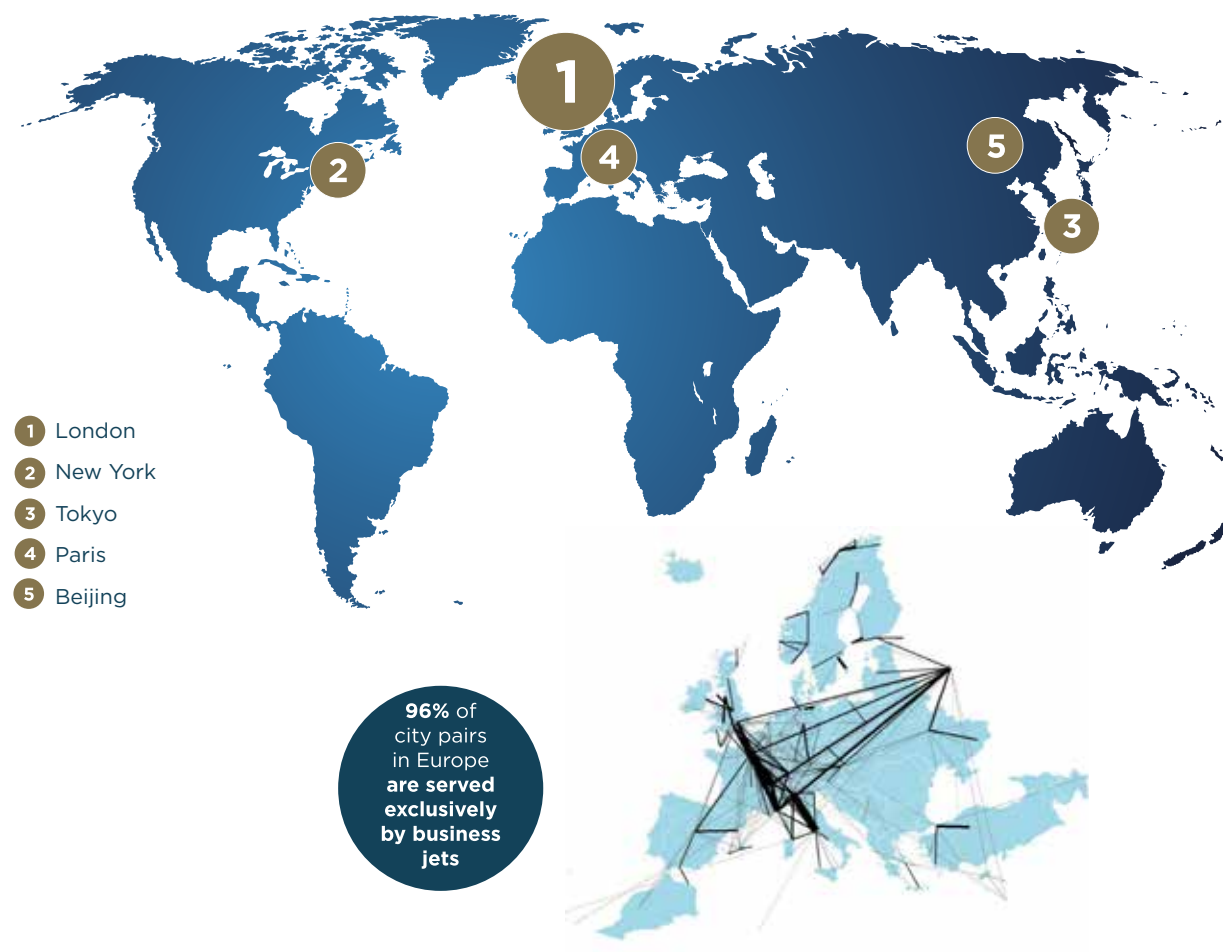 1
2
4
5
3
1 London
2 New York
3 Tokyo
4 Paris
5 Beijing
96% of
city pairs
in Europe
are served
exclusively
by business
jets